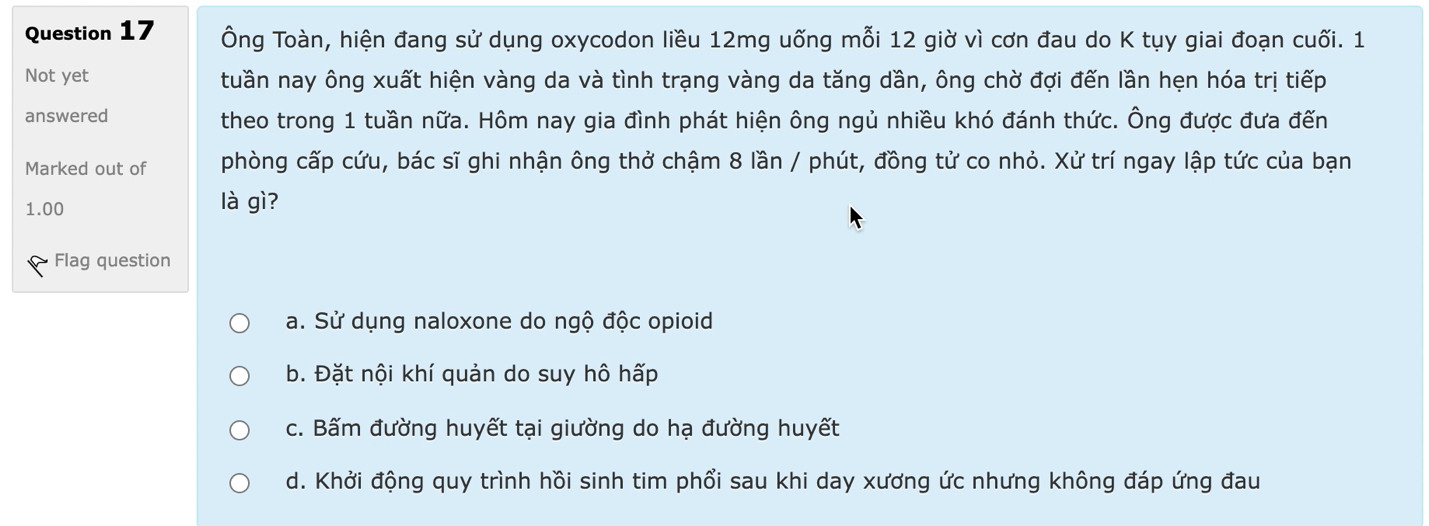 Question 17
Not yet
answered
Marked out of
1.00
Flag question
Ông Toàn, hiện đang sử dụng oxycodon liều 12mg uống mỗi 12 giờ vì cơn đau do K tụy giai đoạn cuối. 1
tuần nay ông xuất hiện vàng da và tình trạng vàng da tăng dần, ông chờ đợi đến lần hẹn hóa trị tiếp
theo trong 1 tuần nữa. Hôm nay gia đình phát hiện ông ngủ nhiều khó đánh thức. Ông được đưa đến
phòng cấp cứu, bác sĩ ghi nhận ông thở chậm 8 lần / phút, đồng tử co nhỏ. Xử trí ngay lập tức của bạn
là gì?
a. Sử dụng naloxone do ngộ độc opioid
b. Đặt nội khí quản do suy hô hấp
c. Bấm đường huyết tại giường do hạ đường huyết
d. Khởi động quy trình hồi sinh tim phổi sau khi day xương ức nhưng không đáp ứng đau